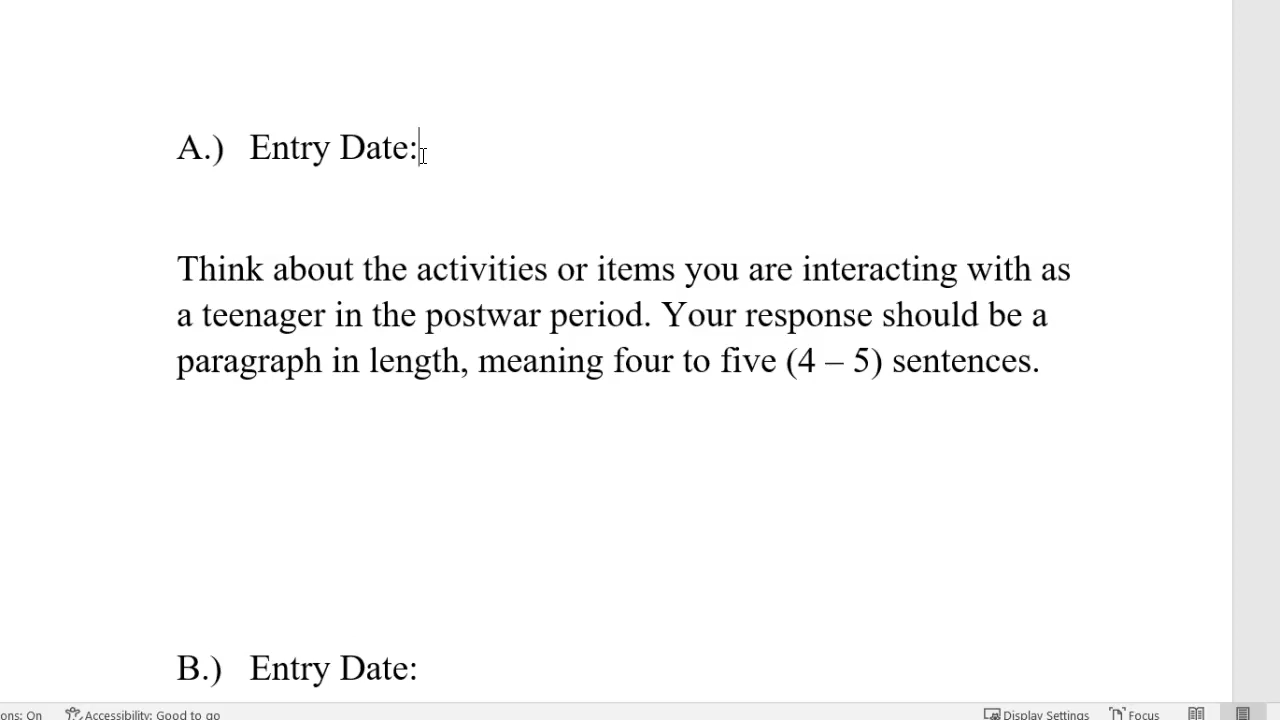 A.) Entry Date:
Think about the activities or items you are interacting with as
a teenager in the postwar period. Your response should be a
paragraph in length, meaning four to five (4 – 5) sentences.
B.) Entry Date:
ons: On Accessibility: Good to go Display Settings Focus